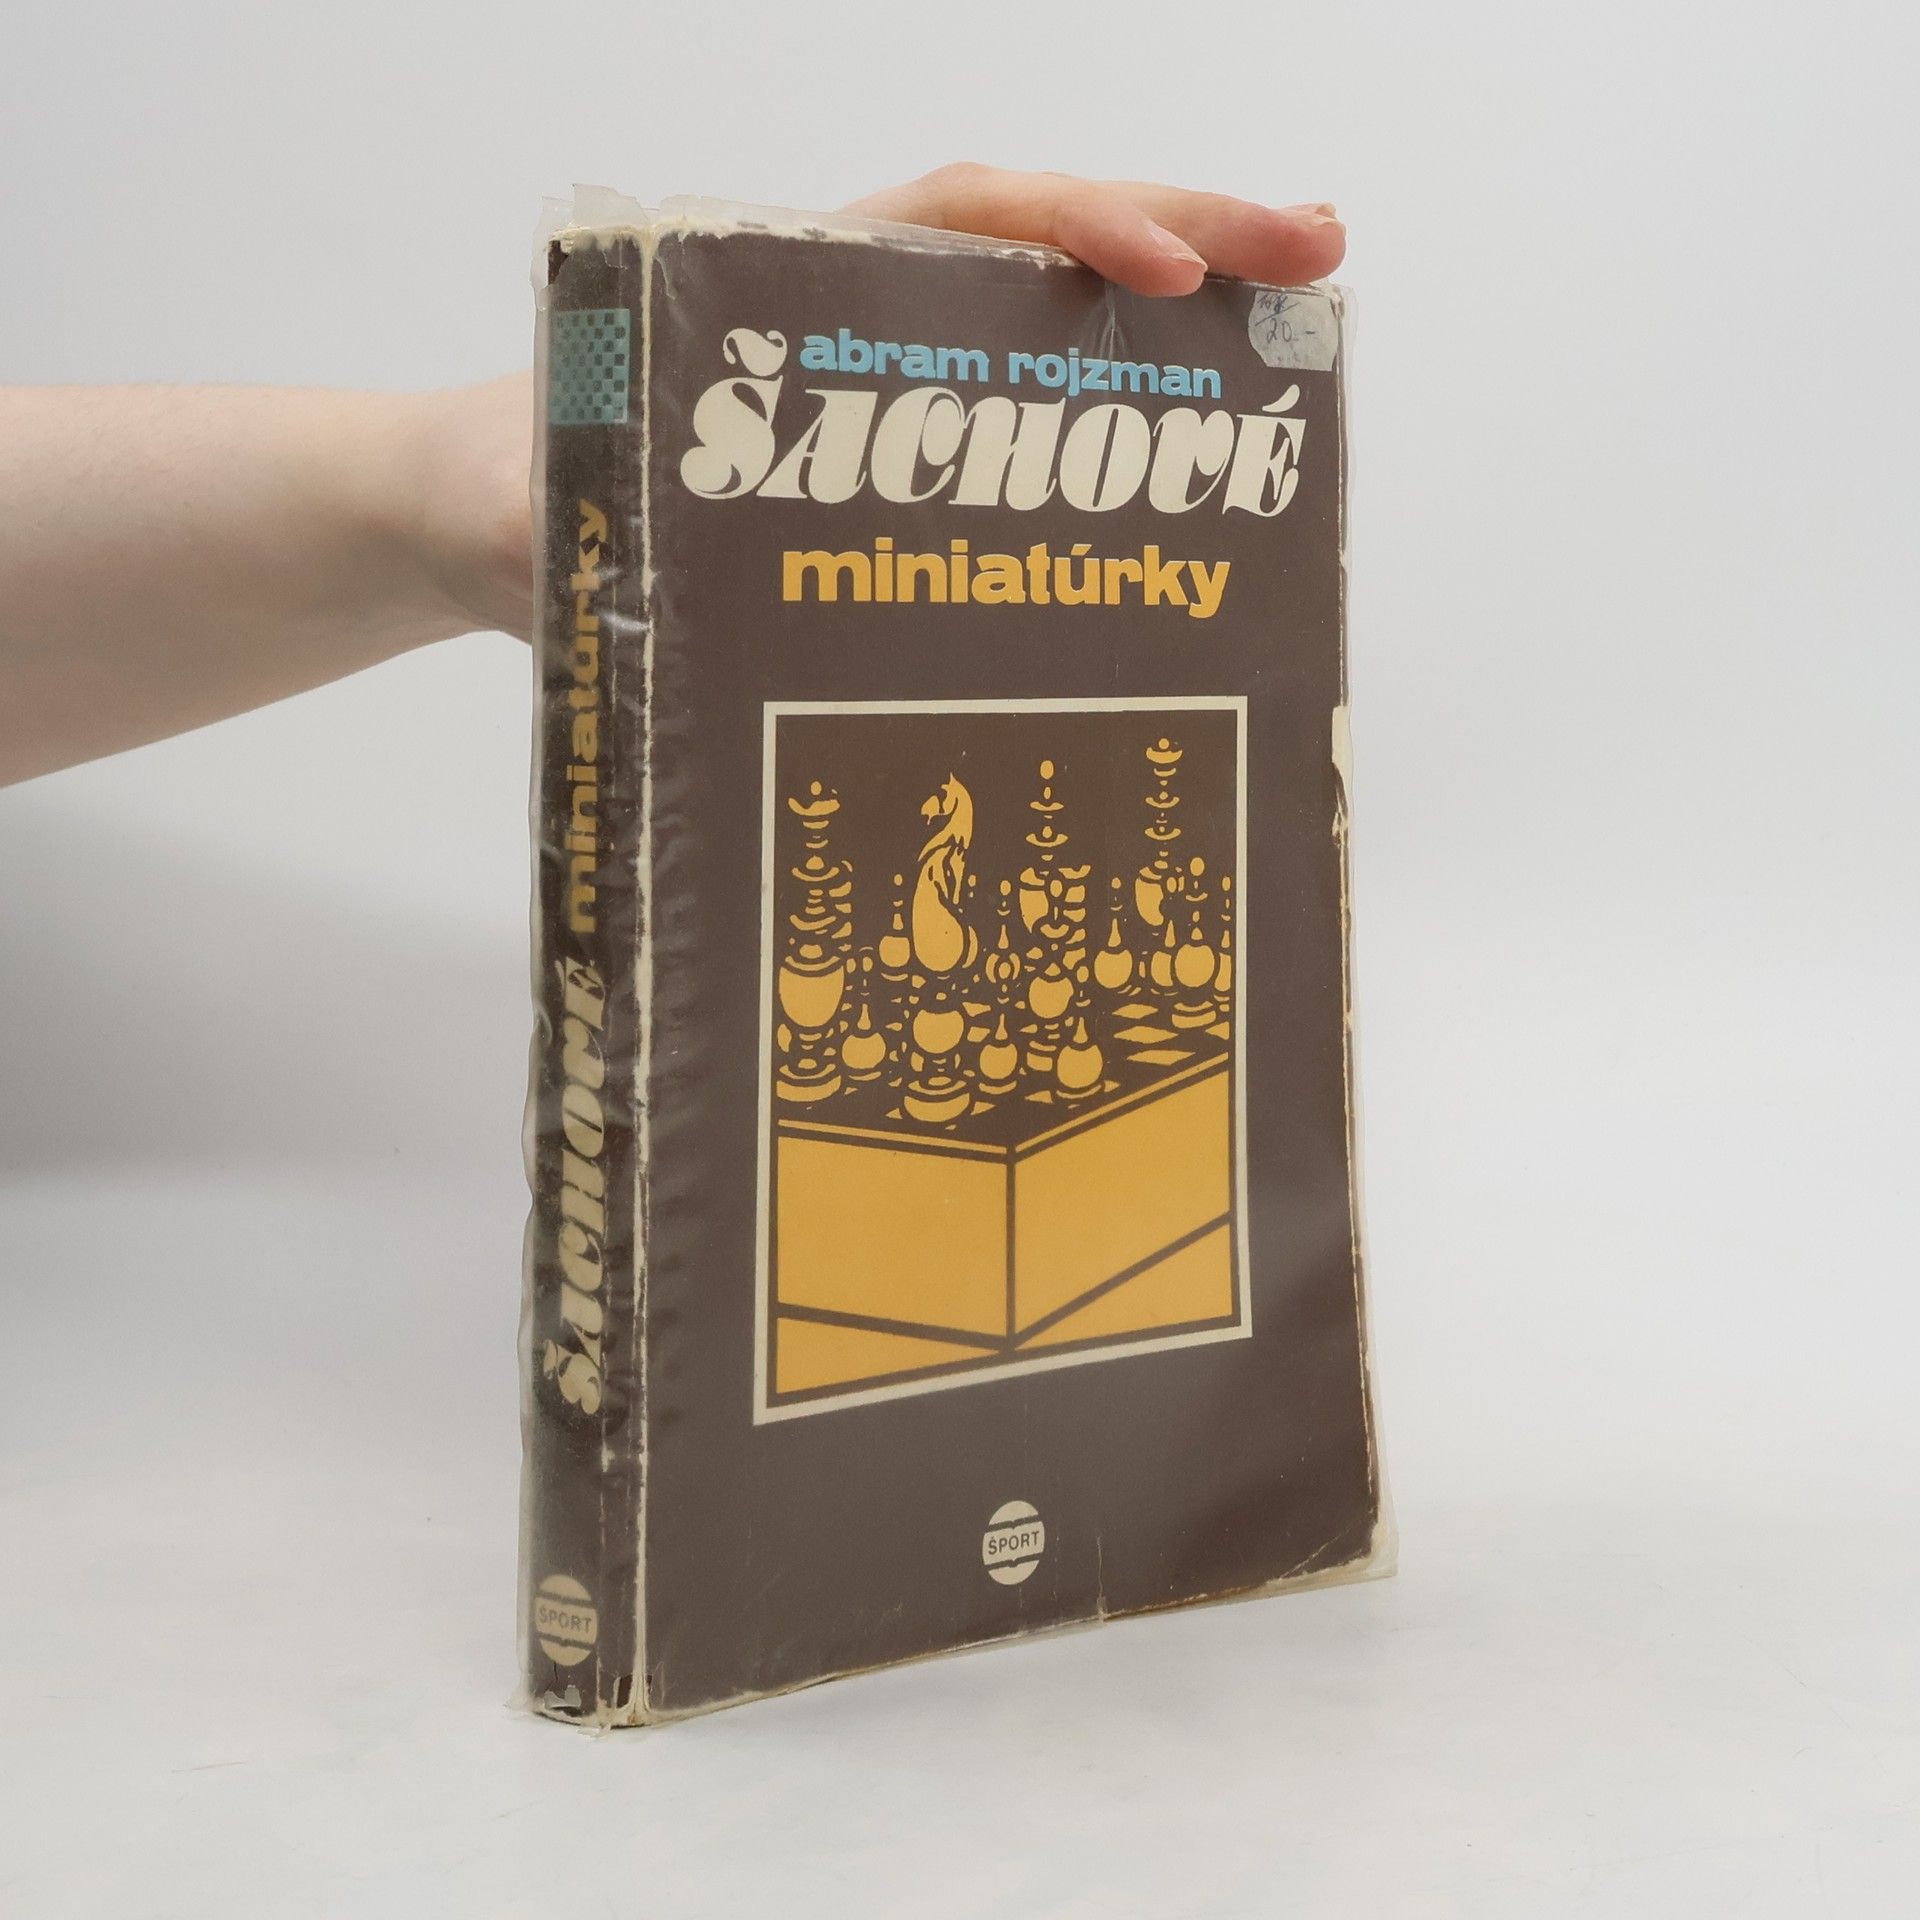 abram rojzman
ŠACHOVÉ
miniatúrky
20.-
ŠPORT
ŠACHOVÉ miniatúrky
ŠPORT